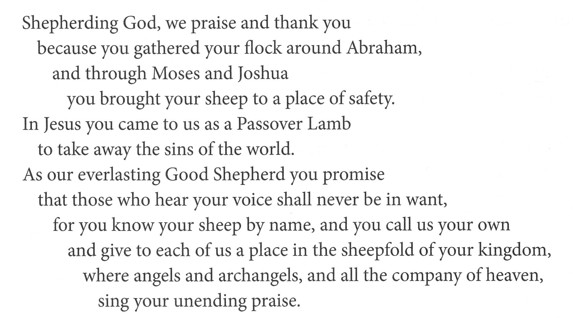 Shepherding God, we praise and thank you
because you gathered your flock around Abraham,
and through Moses and Joshua
you brought your sheep to a place of safety.
In Jesus you came to us as a Passover Lamb
to take away the sins of the world.
As our everlasting Good Shepherd you promise
that those who hear your voice shall never be in want,
for you know your sheep by name, and you call us your own
and give to each of us a place in the sheepfold of your kingdom,
where angels and archangels, and all the company of heaven,
sing your unending praise.